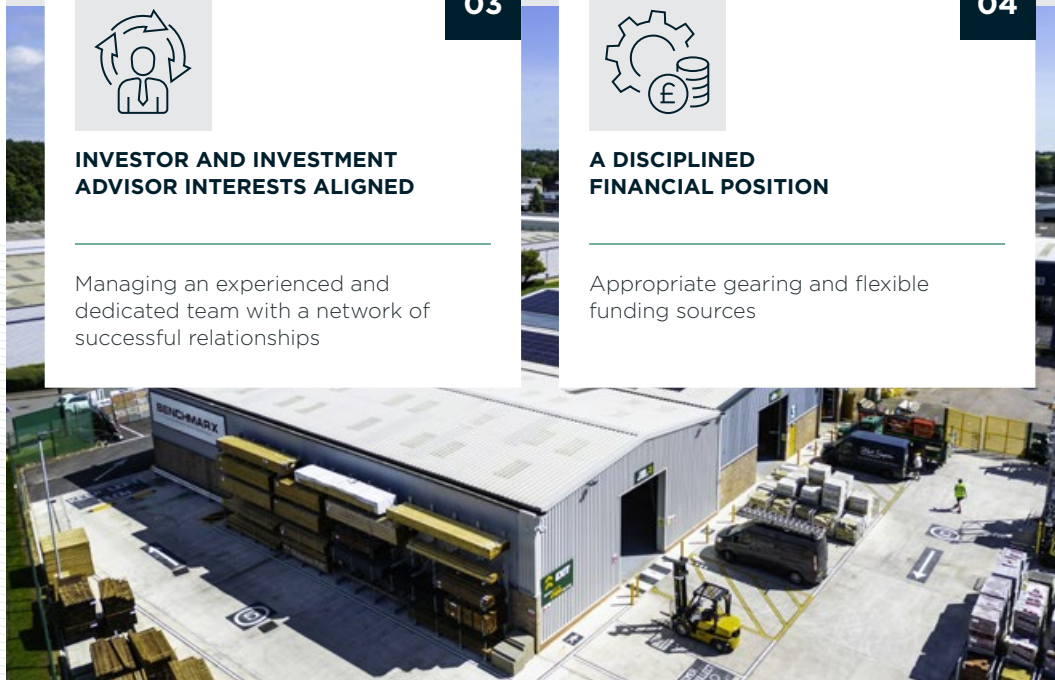 03
INVESTOR AND INVESTMENT
ADVISOR INTERESTS ALIGNED
Managing an experienced and
dedicated team with a network of
successful relationships
04
£
A DISCIPLINED
FINANCIAL POSITION
Appropriate gearing and flexible
funding sources
BENCHMARX
EXIT